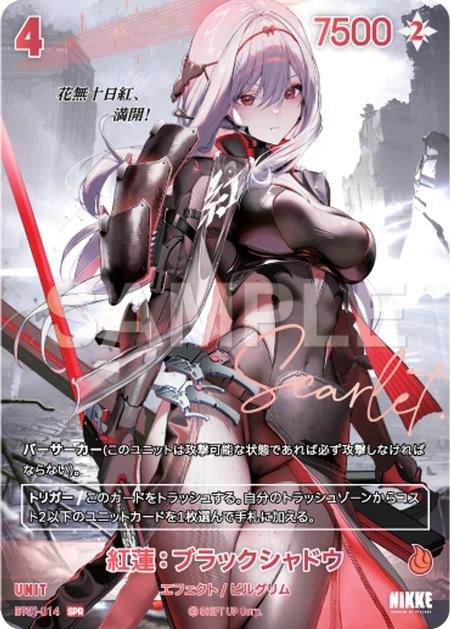 4
7500
2
花無十日紅、
満開！
紅
SAMPLE
Scarlet.
バーサーカー(このユニットは攻撃可能な状態であれば必ず攻撃しなければ
ならない)。
トリガー / このカードをトラッシュする。自分のトラッシュゾーンからコス
ト2以下のユニットカードを1枚選んで手札に加える。
紅蓮：ブラックシャドウ
UNIT
エフェクト / ピルグリム
BT01-014 SPR
©SHIFT UP Corp.
NIKKE